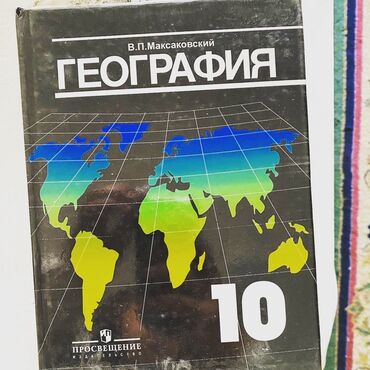 В.П.Максаковский
ГЕОГРАФИЯ
10
ПРОСВЕЩЕНИЕ
ИЗДАТЕЛЬСТВО